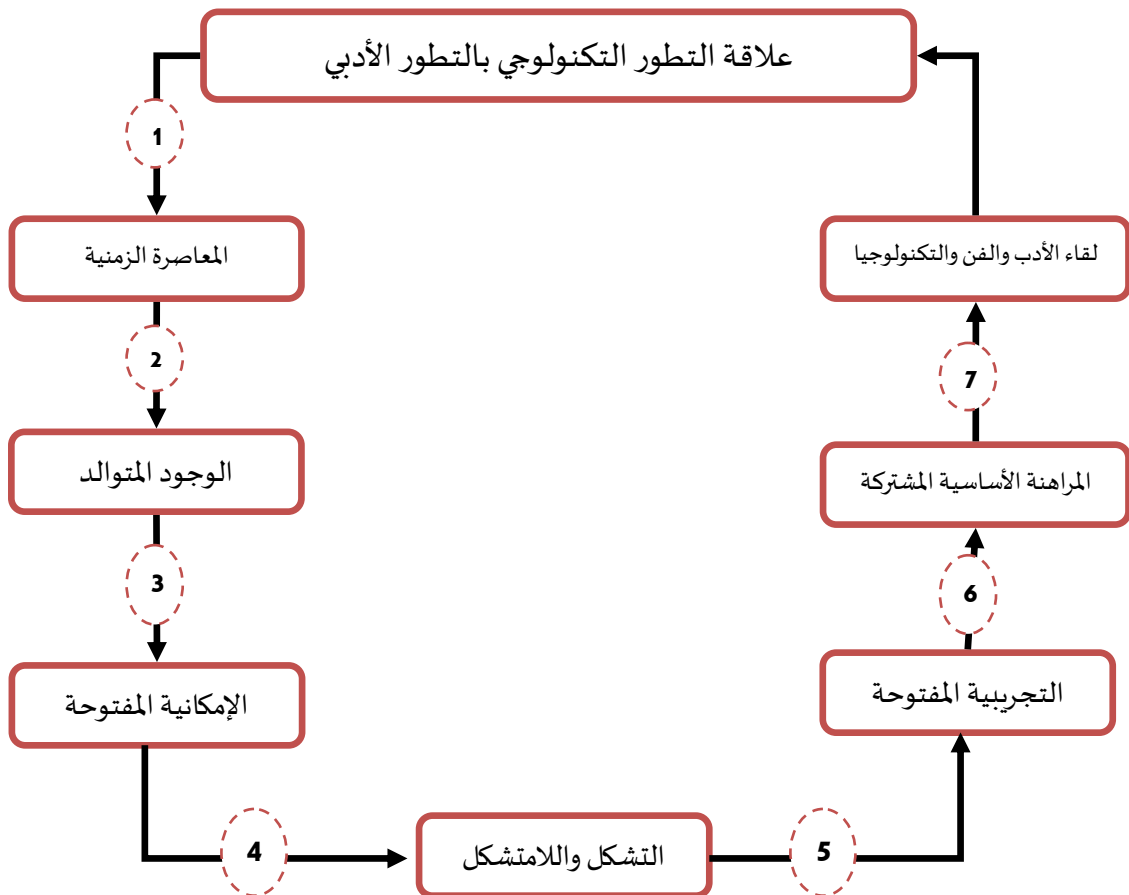 علاقة التطور التكنولوجي بالتطور الأدبي
1
المعاصرة الزمنية
2
الوجود المتوالد
3
الإمكانية المفتوحة
4
التشكل واللامتشكل
5
التجريبية المفتوحة
6
المراهنة الأساسية المشتركة
7
لقاء الأدب والفن والتكنولوجيا